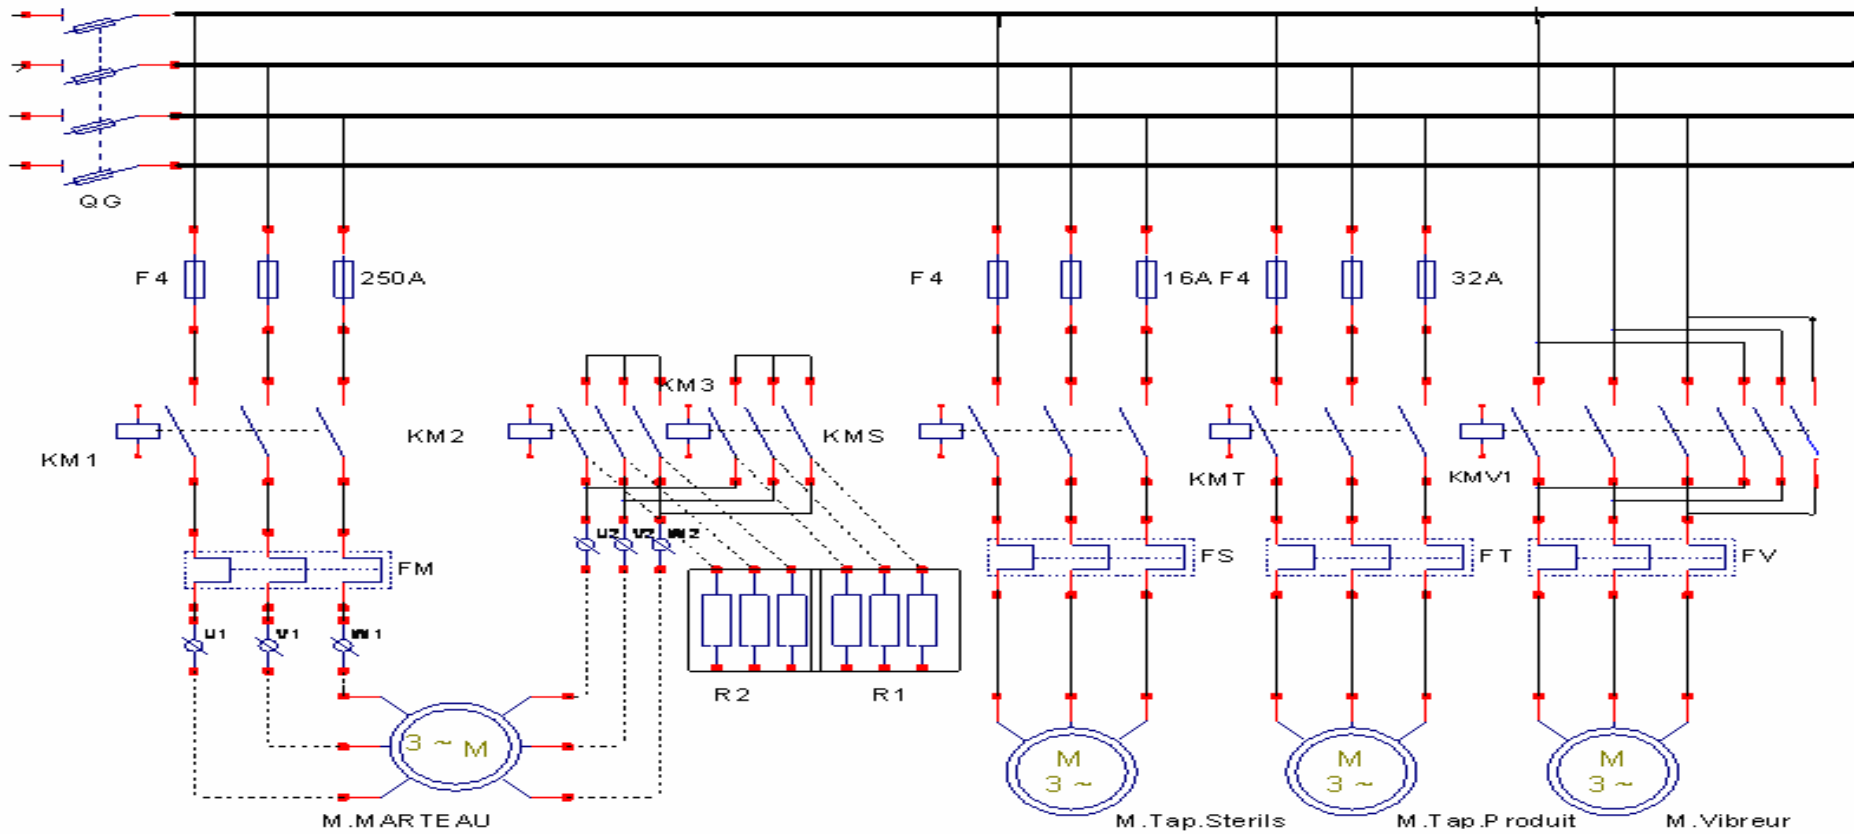 QG
F4
250A
F4
16A F4
32A
KM3
KM1
KM2
KMS
KMT
KMV1
U2 V2 W2
FM
FS
FT
FV
U1 V1 W1
R2
R1
3 ~ M
M
3 ~
M
3 ~
M
3 ~
M.MARTEAU
M.Tap.Sterils
M.Tap.Produit
M.Vibreur